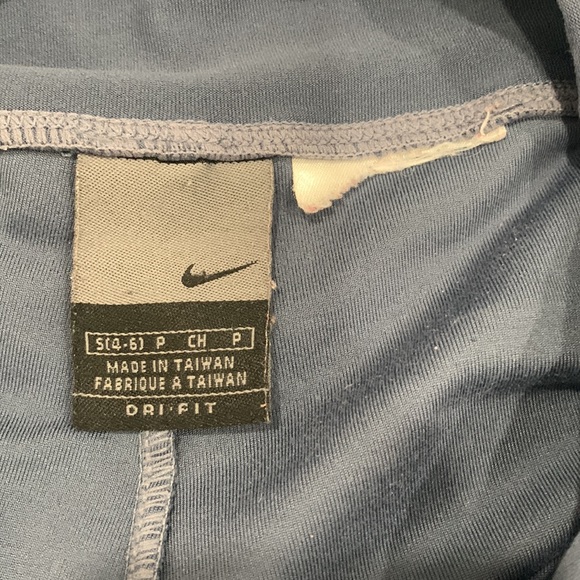 S(4-6) P CH P
MADE IN TAIWAN
FABRIQUE A TAIWAN
DRI·FIT